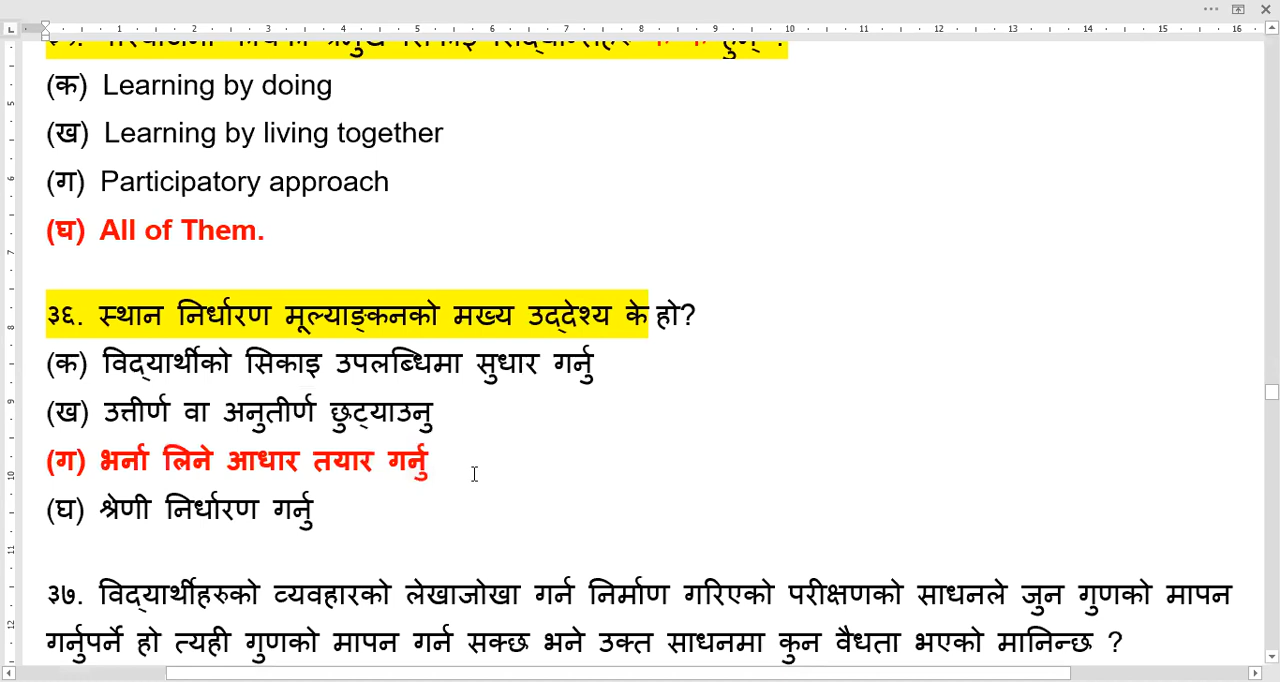 (क) Learning by doing
(ख) Learning by living together
(ग) Participatory approach
(घ) All of Them.
३६. स्थान निर्धारण मूल्याङ्कनको मख्य उद्देश्य के हो?
(क) विद्यार्थीको सिकाइ उपलब्धिमा सुधार गर्नु
(ख) उत्तीर्ण वा अनुतीर्ण छुट्याउनु
(ग) भर्ना लिने आधार तयार गर्नु
(घ) श्रेणी निर्धारण गर्नु
३७. विद्यार्थीहरुको व्यवहारको लेखाजोखा गर्न निर्माण गरिएको परीक्षणको साधनले जुन गुणको मापन
गर्नुपर्ने हो त्यही गुणको मापन गर्न सक्छ भने उक्त साधनमा कुन वैधता भएको मानिन्छ ?